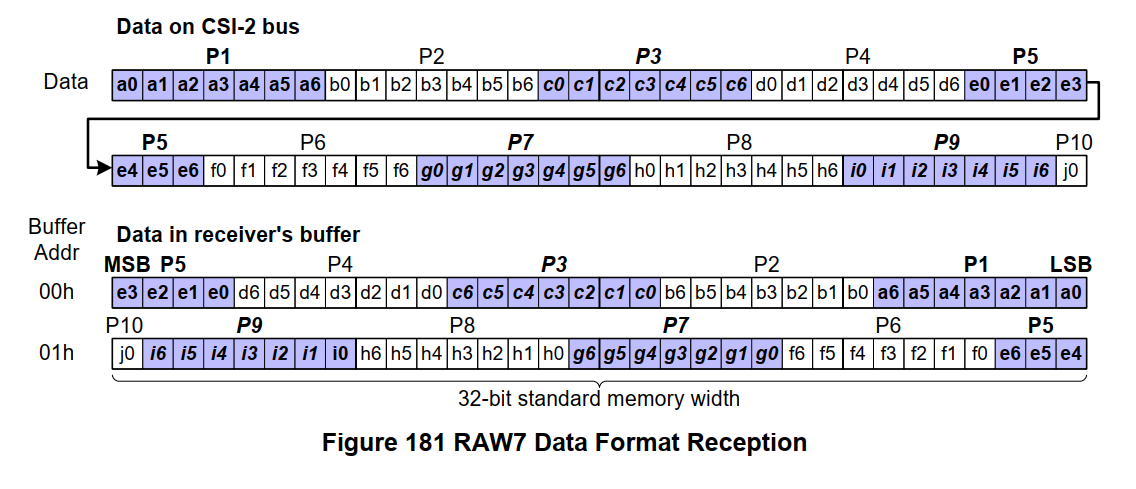 Data on CSI-2 bus
P1 P2 P3 P4 P5
Data a0 a1 a2 a3 a4 a5 a6 b0 b1 b2 b3 b4 b5 b6 c0 c1 c2 c3 c4 c5 c6 d0 d1 d2 d3 d4 d5 d6 e0 e1 e2 e3
P5 P6 P7 P8 P9 P10
e4 e5 e6 f0 f1 f2 f3 f4 f5 f6 g0 g1 g2 g3 g4 g5 g6 h0 h1 h2 h3 h4 h5 h6 i0 i1 i2 i3 i4 i5 i6 j0
Buffer
Addr
Data in receiver's buffer
MSB P5 P4 P3 P2 P1 LSB
00h e3 e2 e1 e0 d6 d5 d4 d3 d2 d1 d0 c6 c5 c4 c3 c2 c1 c0 b6 b5 b4 b3 b2 b1 b0 a6 a5 a4 a3 a2 a1 a0
P10 P9 P8 P7 P6 P5
01h j0 i6 i5 i4 i3 i2 i1 i0 h6 h5 h4 h3 h2 h1 h0 g6 g5 g4 g3 g2 g1 g0 f6 f5 f4 f3 f2 f1 f0 e6 e5 e4
32-bit standard memory width
Figure 181 RAW7 Data Format Reception